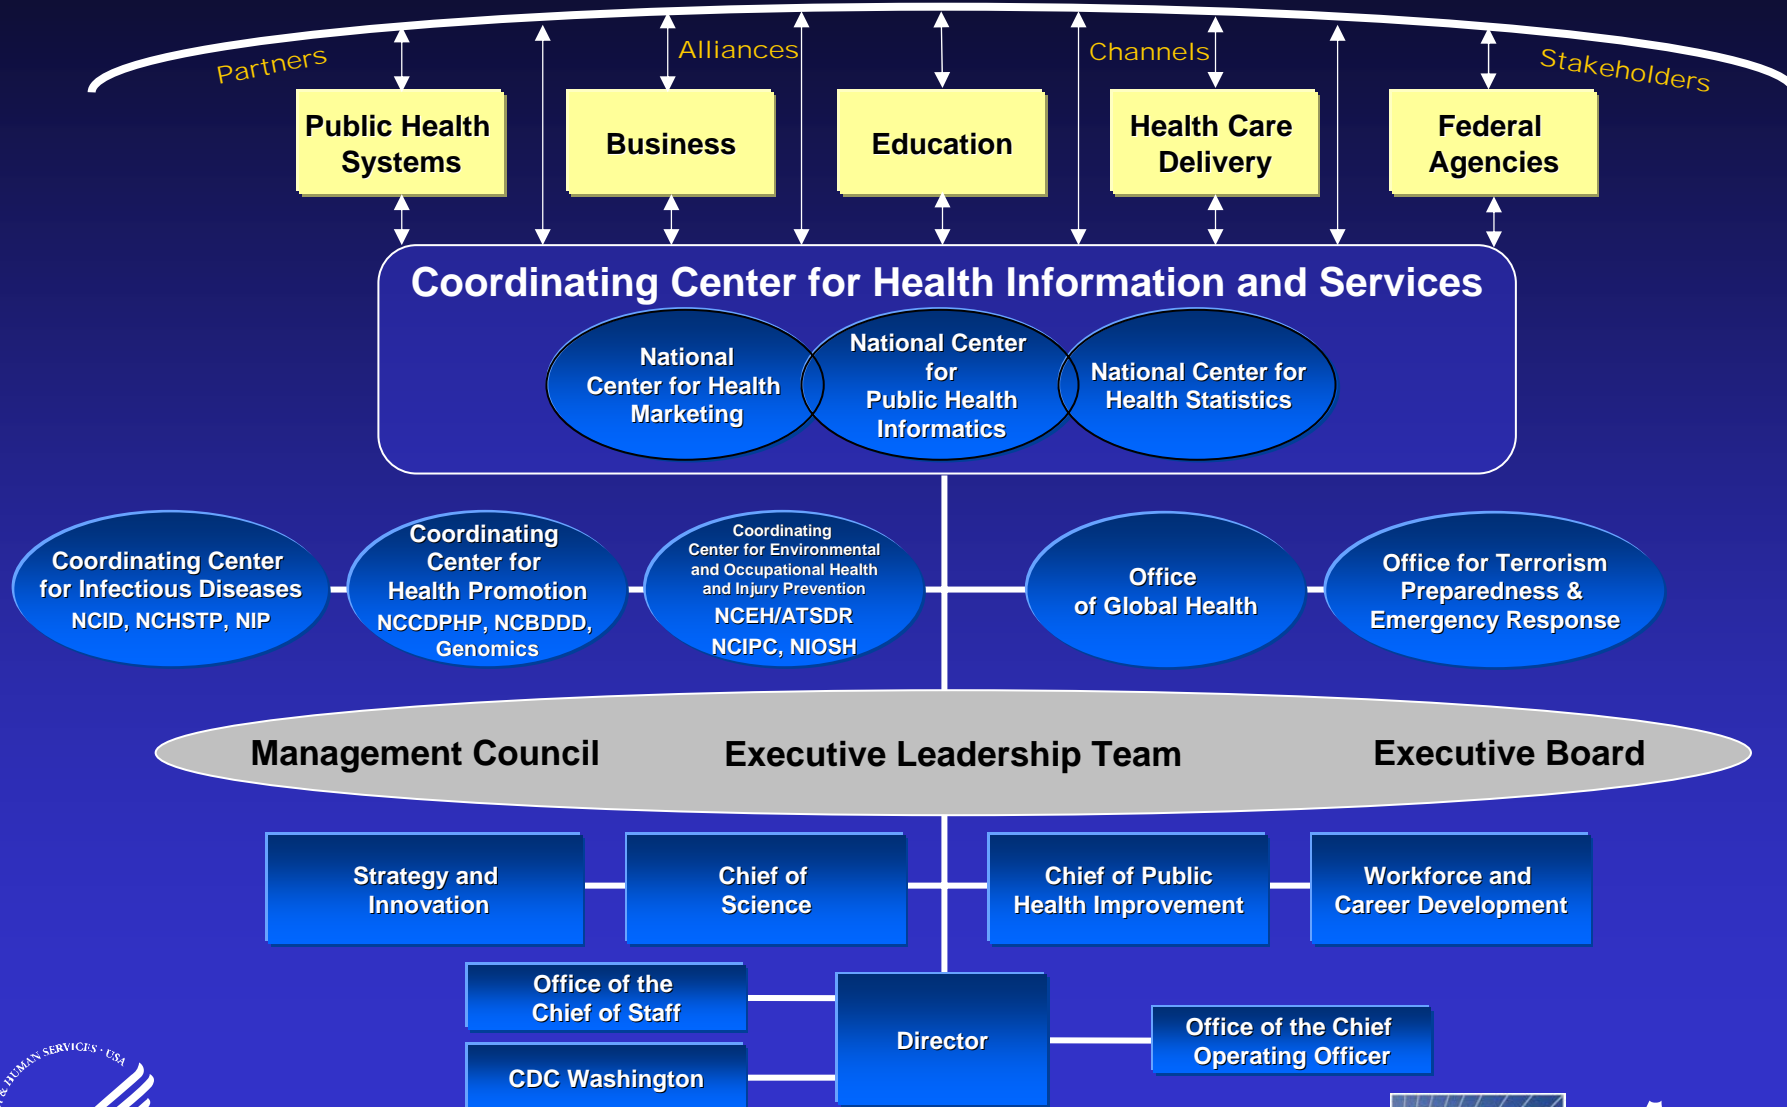 Partners
Alliances
Channels
Stakeholders
Public Health
Systems
Business
Education
Health Care
Delivery
Federal
Agencies
Coordinating Center for Health Information and Services
National
Center for Health
Marketing
National Center
for
Public Health
Informatics
National Center for
Health Statistics
Coordinating Center
for Infectious Diseases
NCID, NCHSTP, NIP
Coordinating
Center for
Health Promotion
NCCDPHP, NCBDDD,
Genomics
Coordinating
Center for Environmental
and Occupational Health
and Injury Prevention
NCEH/ATSDR
NCIPC, NIOSH
Office
of Global Health
Office for Terrorism
Preparedness &
Emergency Response
Management Council
Executive Leadership Team
Executive Board
Strategy and
Innovation
Chief of
Science
Chief of Public
Health Improvement
Workforce and
Career Development
Office of the
Chief of Staff
CDC Washington
Director
Office of the Chief
Operating Officer
& HUMAN SERVICES · USA